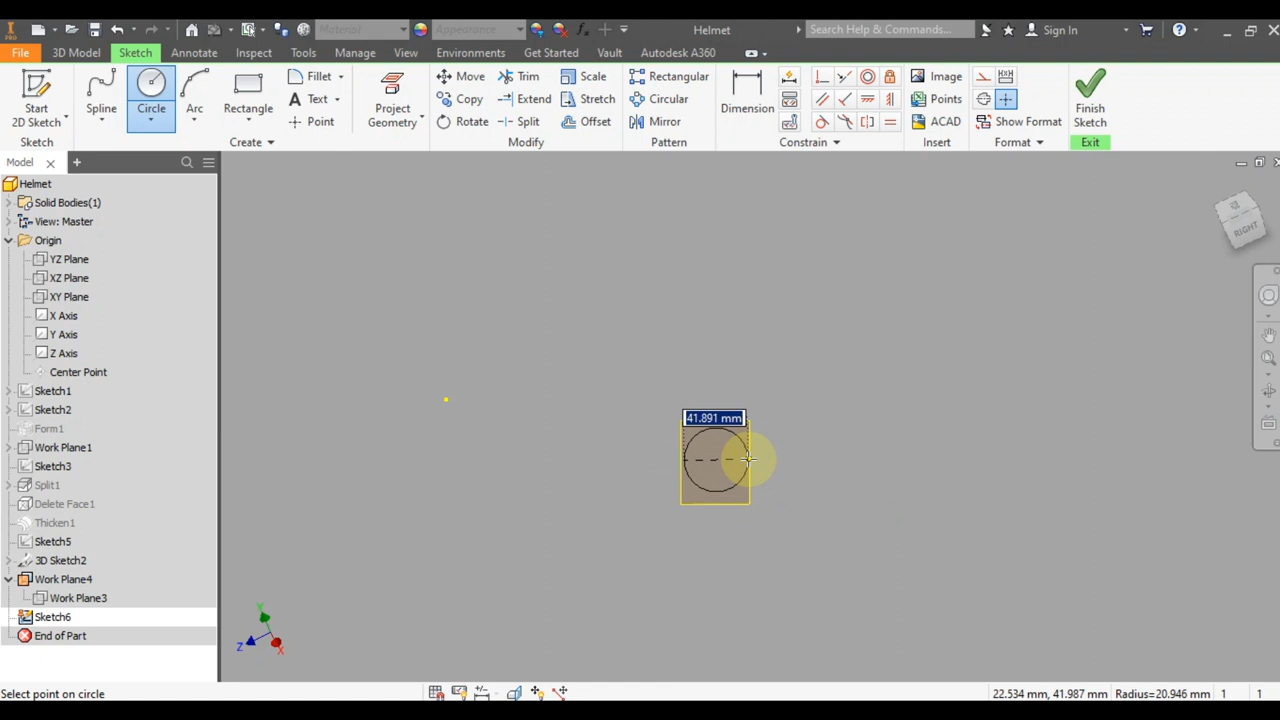 PRO Material Appearance Helmet Search Help & Commands... Sign In
File 3D Model Sketch Annotate Inspect Tools Manage View Environments Get Started Vault Autodesk A360
Start 2D Sketch Spline Circle Arc Rectangle Fillet Text Point Project Geometry Move Copy Rotate Trim Extend Split Scale Stretch Offset Rectangular Circular Mirror Dimension Image Points ACAD Show Format Finish Sketch
Sketch Create Modify Pattern Constrain Insert Format Exit
Model
Helmet
Solid Bodies(1)
View: Master
Origin
YZ Plane
XZ Plane
XY Plane
X Axis
Y Axis
Z Axis
Center Point
Sketch1
Sketch2
Form1
Work Plane1
Sketch3
Split1
Delete Face1
Thicken1
Sketch5
3D Sketch2
Work Plane4
Work Plane3
Sketch6
End of Part
RIGHT
41.891 mm
Y
Z
X
Select point on circle 22.534 mm, 41.987 mm Radius=20.946 mm 1 1